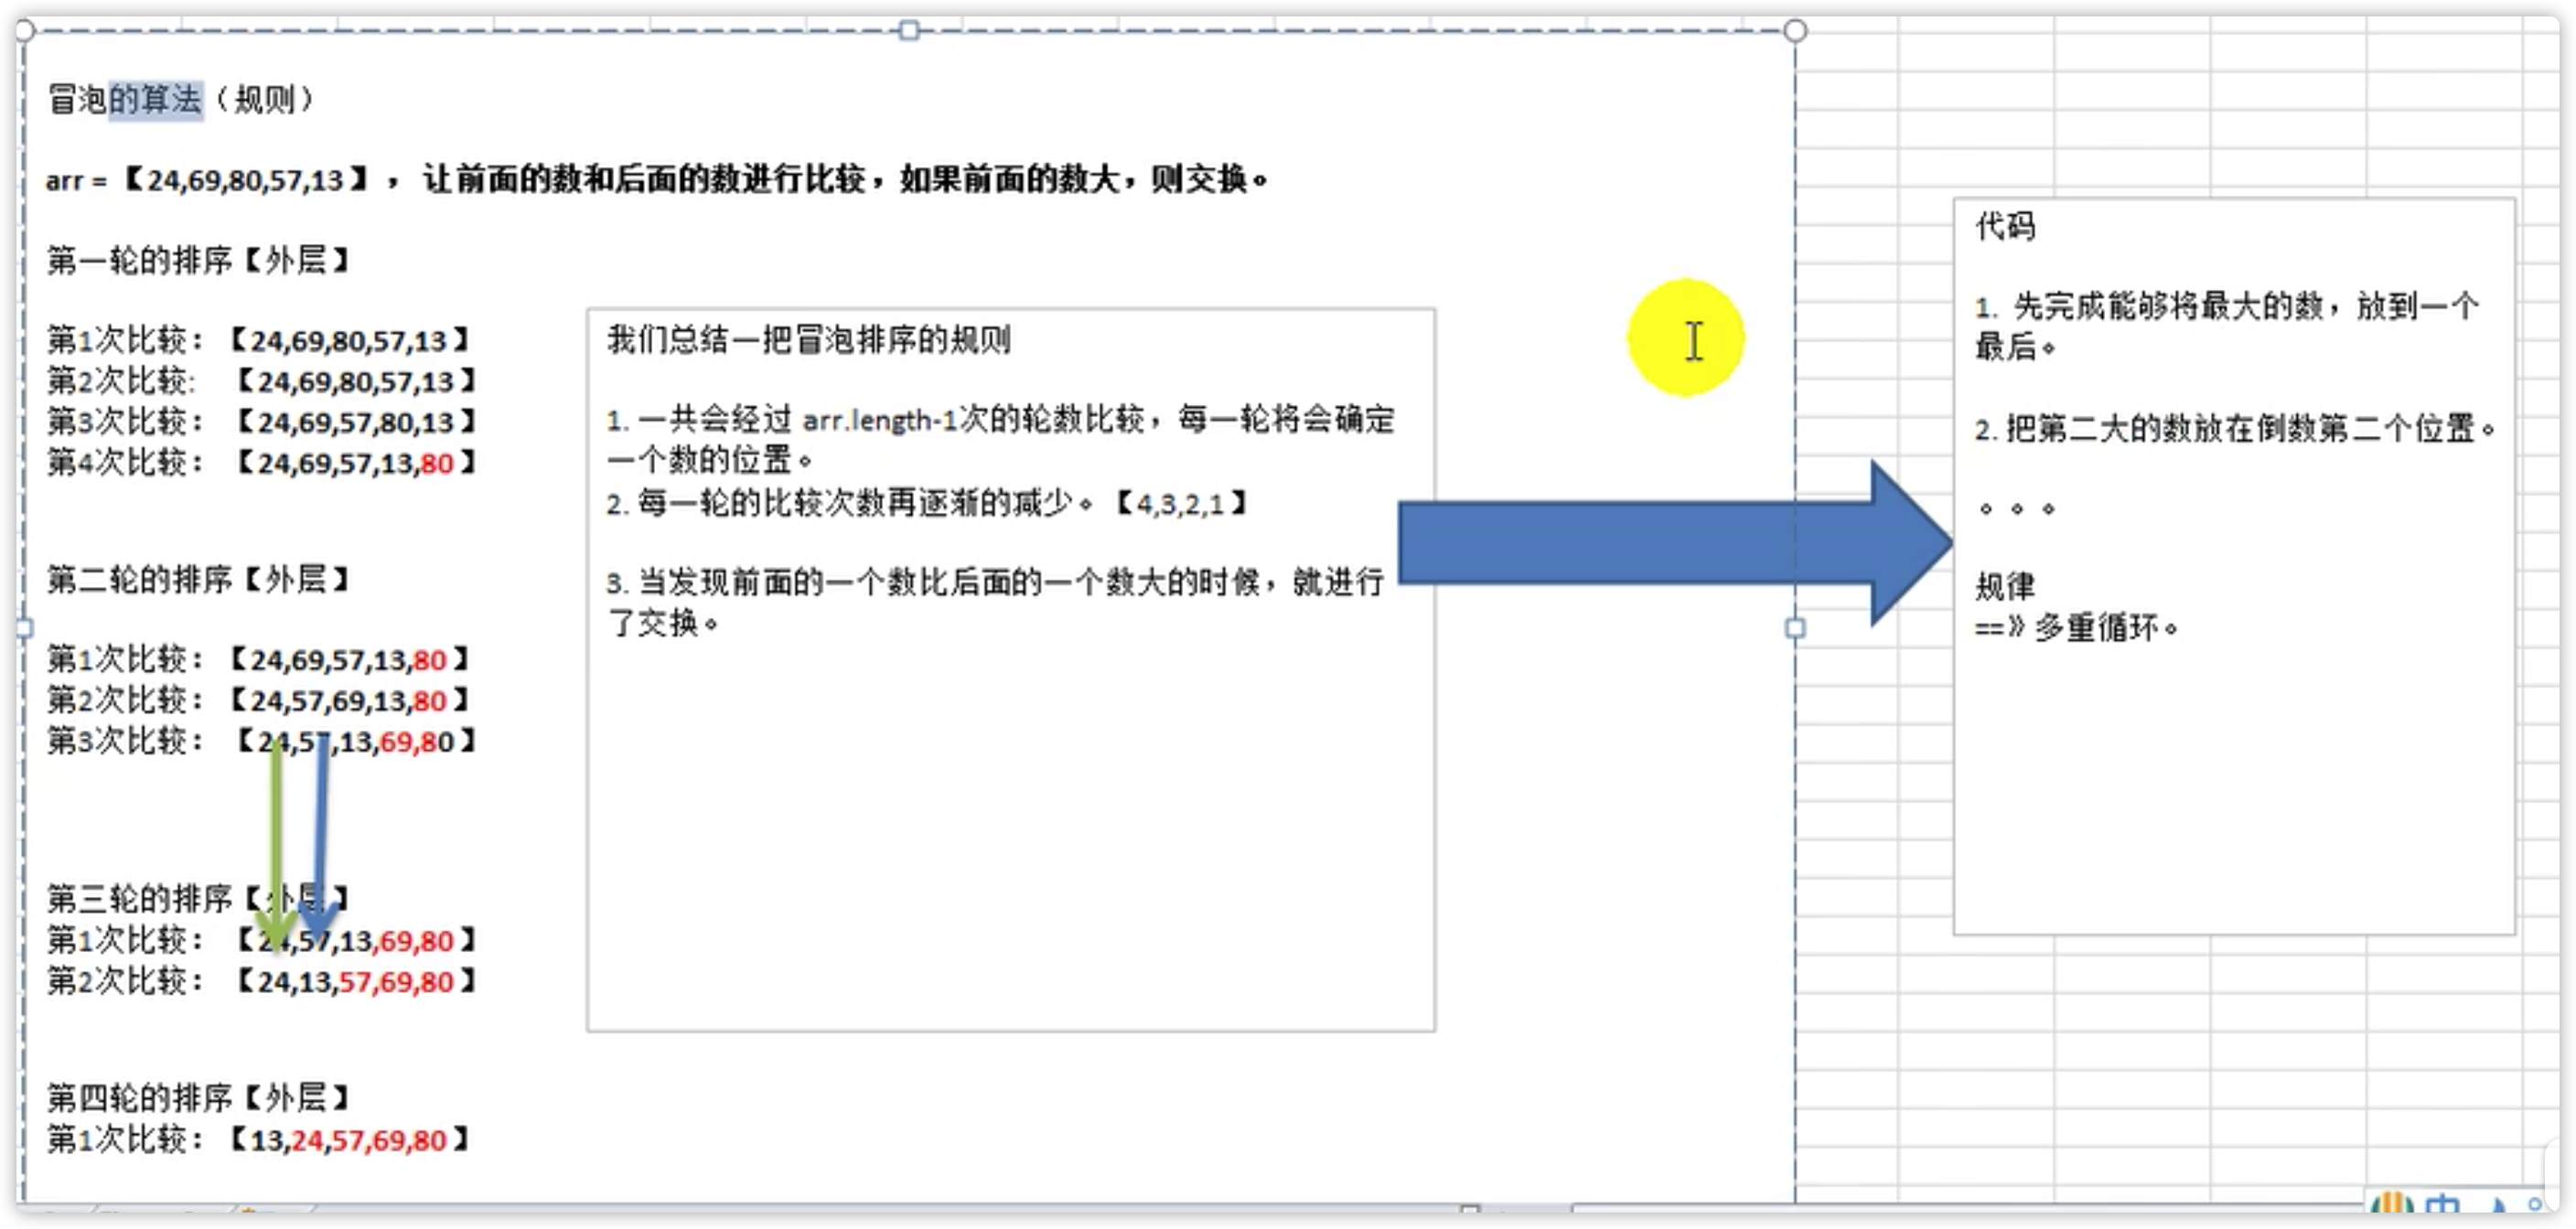 冒泡的算法（规则）
arr =【24,69,80,57,13】，让前面的数和后面的数进行比较，如果前面的数大，则交换。
第一轮的排序【外层】
第1次比较：【24,69,80,57,13】
第2次比较: 【24,69,80,57,13】
第3次比较：【24,69,57,80,13】
第4次比较：【24,69,57,13,80】
第二轮的排序【外层】
第1次比较：【24,69,57,13,80】
第2次比较：【24,57,69,13,80】
第3次比较：【24,57,13,69,80】
第三轮的排序【外层】
第1次比较：【24,57,13,69,80】
第2次比较：【24,13,57,69,80】
第四轮的排序【外层】
第1次比较：【13,24,57,69,80】
我们总结一把冒泡排序的规则
1. 一共会经过 arr.length-1次的轮数比较，每一轮将会确定
一个数的位置。
2. 每一轮的比较次数再逐渐的减少。【4,3,2,1】
3. 当发现前面的一个数比后面的一个数大的时候，就进行
了交换。
代码
1. 先完成能够将最大的数，放到一个
最后。
2. 把第二大的数放在倒数第二个位置。
。。。
规律
==》多重循环。
中